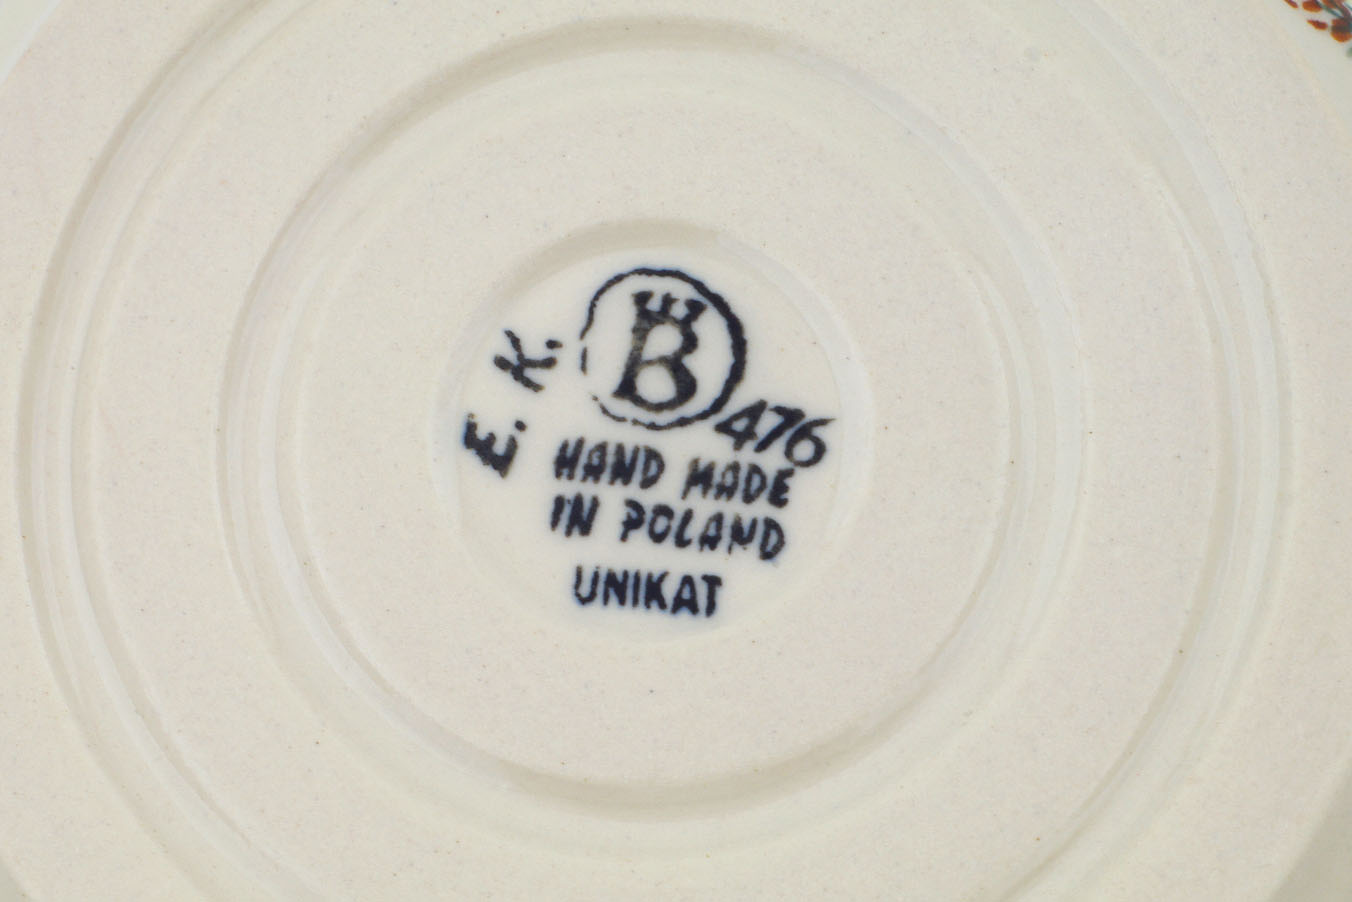 E. K.
B
476
HAND MADE
IN POLAND
UNIKAT